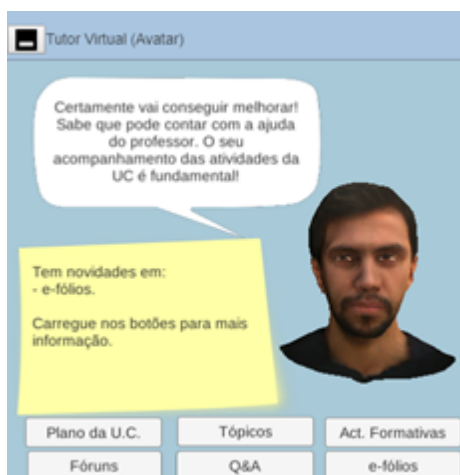 Tutor Virtual (Avatar)
Certamente vai conseguir melhorar!
Sabe que pode contar com a ajuda
do professor. O seu
acompanhamento das atividades da
UC é fundamental!
Tem novidades em:
- e-fólios.
Carregue nos botões para mais
informação.
Plano da U.C.
Tópicos
Act. Formativas
Fóruns
Q&A
e-fólios